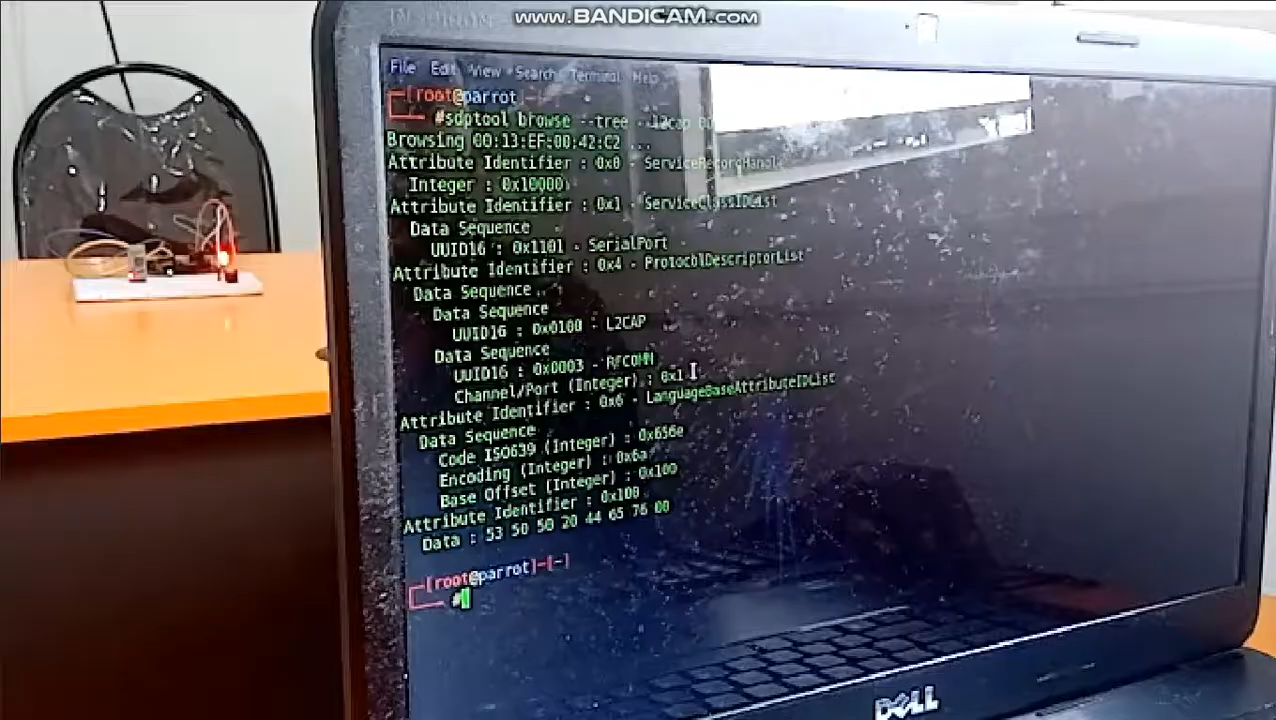 www.BANDICAM.com
File Edit View Search Terminal Help
[root@parrot]
#sdptool browse --tree --l2cap 00
Browsing 00:13:EF:00:42:C2 ...
Attribute Identifier : 0x0 - ServiceRecordHandle
Integer : 0x10000
Attribute Identifier : 0x1 - ServiceClassIDList
Data Sequence
UUID16 : 0x1101 - SerialPort
Attribute Identifier : 0x4 - ProtocolDescriptorList
Data Sequence
Data Sequence
UUID16 : 0x0100 - L2CAP
Data Sequence
UUID16 : 0x0003 - RFCOMM
Channel/Port (Integer) : 0x1
Attribute Identifier : 0x6 - LanguageBaseAttributeIDList
Data Sequence
Code ISO639 (Integer) : 0x656e
Encoding (Integer) : 0x6a
Base Offset (Integer) : 0x100
Attribute Identifier : 0x100
Data : 53 50 50 20 44 65 76 00
[root@parrot]-[~]
#
DELL